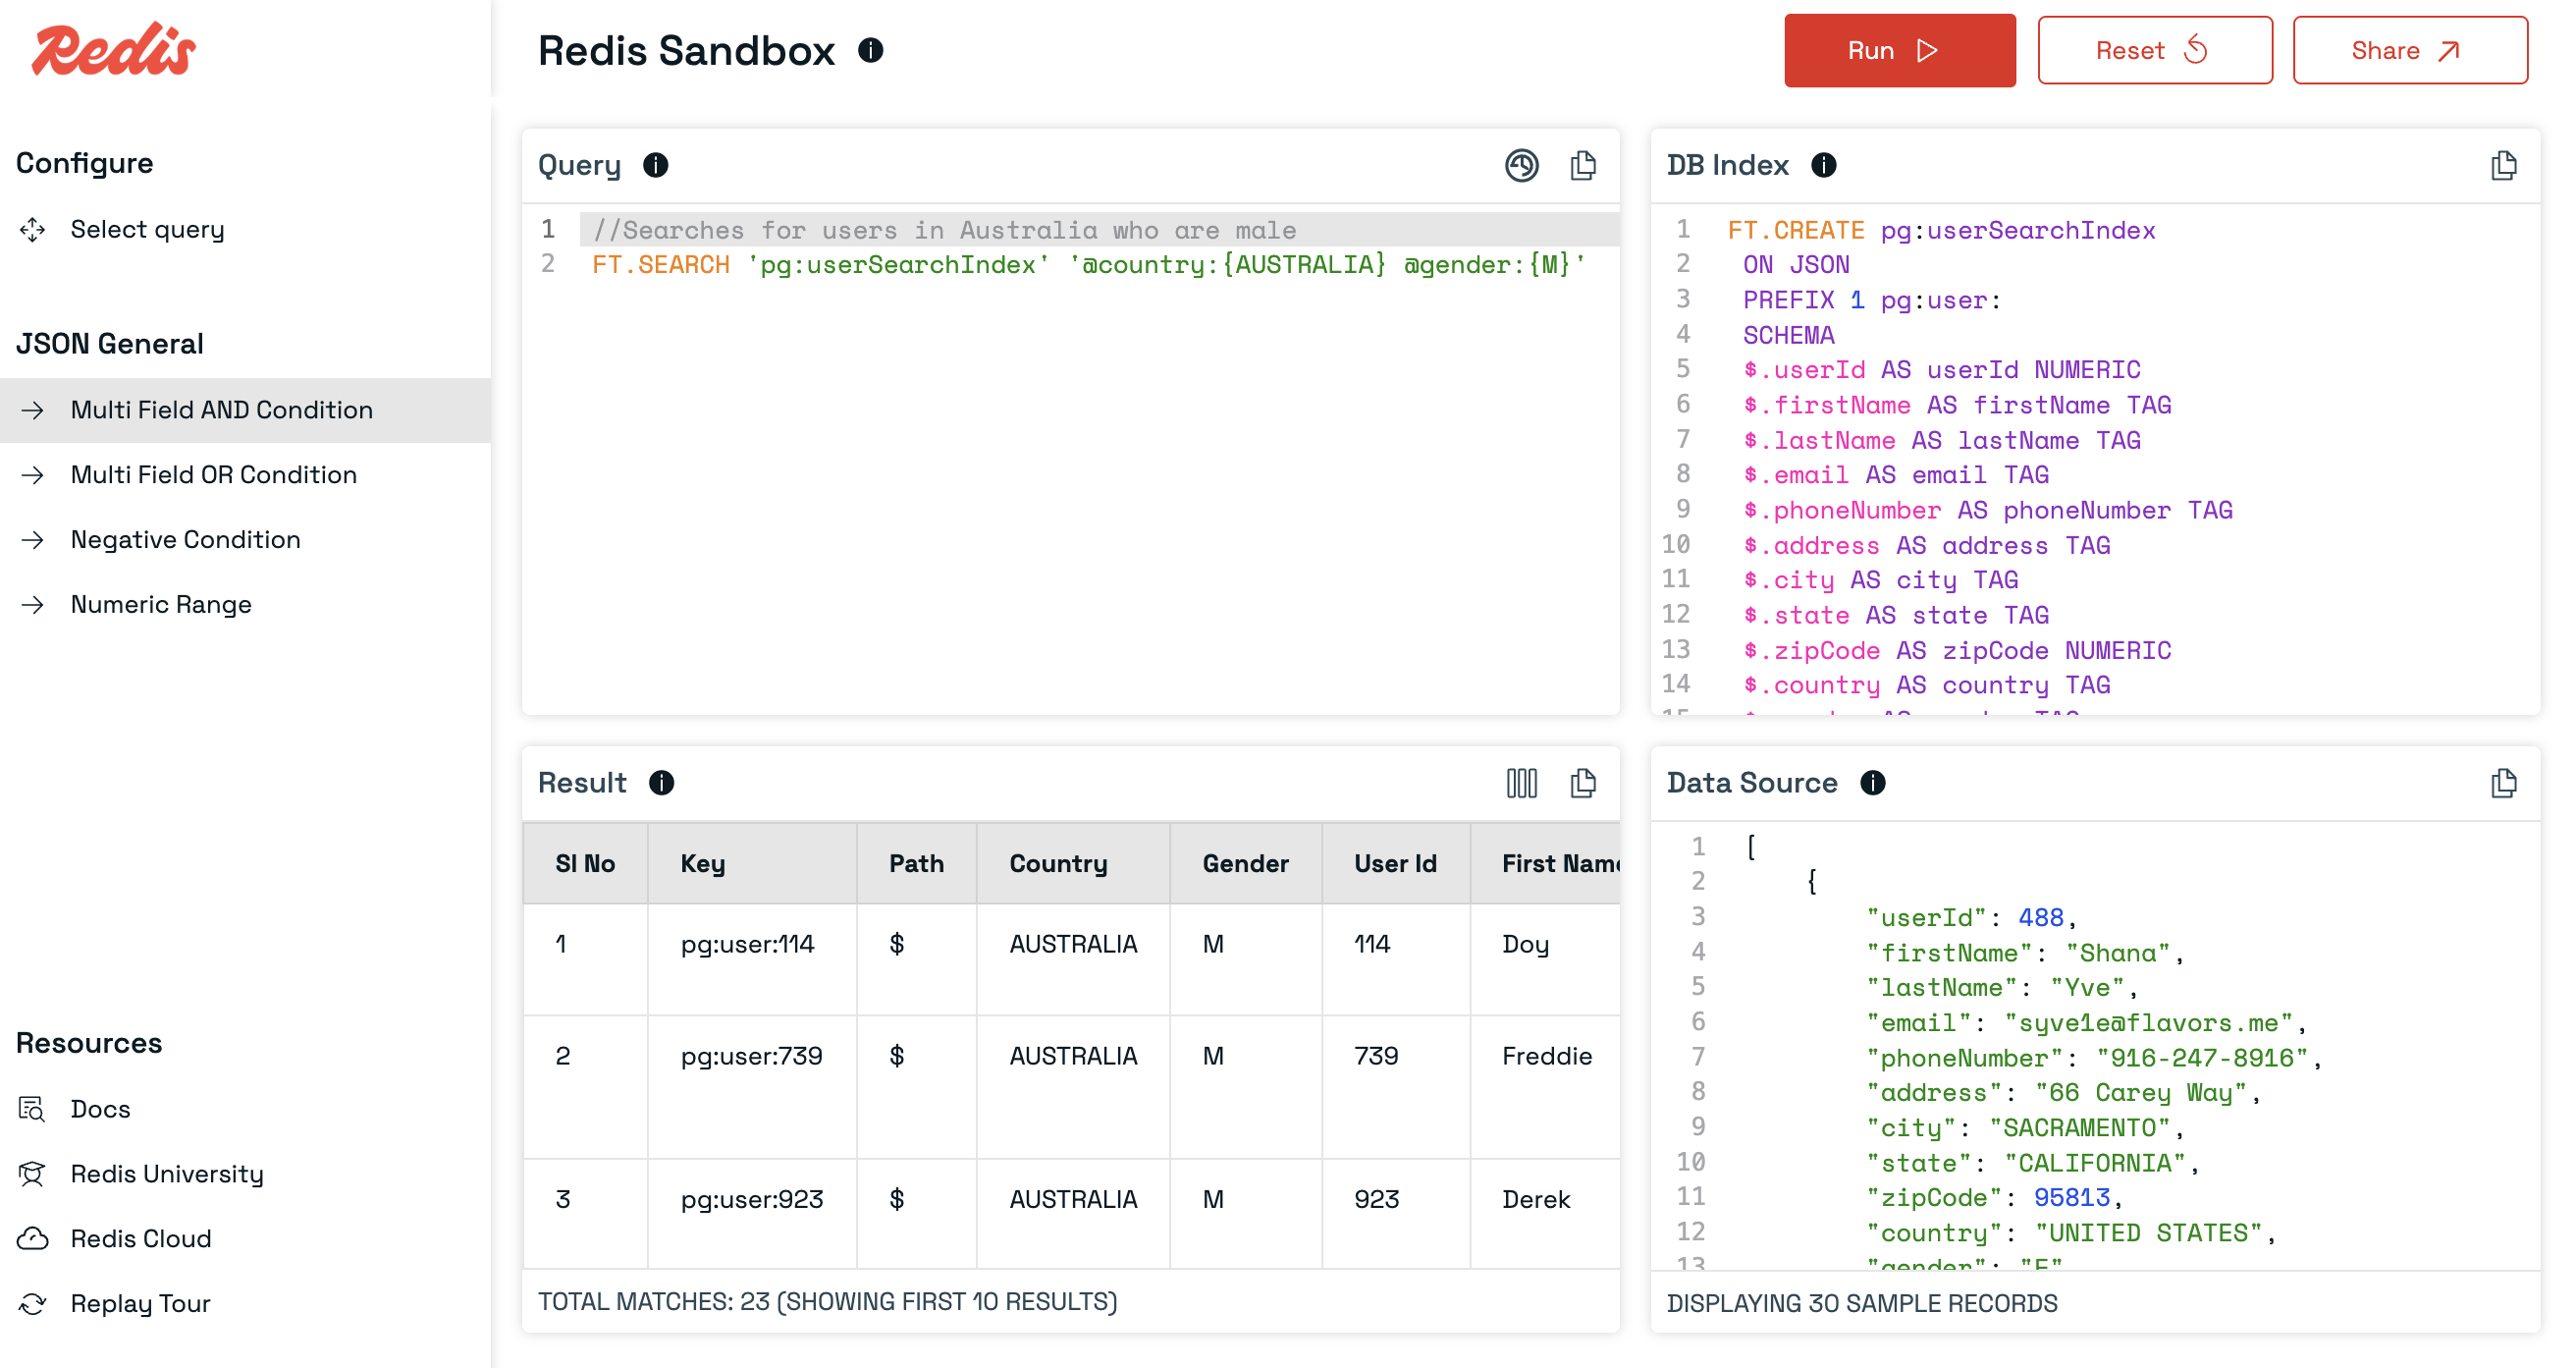 Redis
Configure
Select query
JSON General
Multi Field AND Condition
Multi Field OR Condition
Negative Condition
Numeric Range
Resources
Docs
Redis University
Redis Cloud
Replay Tour
Redis Sandbox
Run
Reset
Share
Query
1 //Searches for users in Australia who are male
2 FT.SEARCH 'pg:userSearchIndex' '@country:{AUSTRALIA} @gender:{M}'
DB Index
1 FT.CREATE pg:userSearchIndex
2 ON JSON
3 PREFIX 1 pg:user:
4 SCHEMA
5 $.userId AS userId NUMERIC
6 $.firstName AS firstName TAG
7 $.lastName AS lastName TAG
8 $.email AS email TAG
9 $.phoneNumber AS phoneNumber TAG
10 $.address AS address TAG
11 $.city AS city TAG
12 $.state AS state TAG
13 $.zipCode AS zipCode NUMERIC
14 $.country AS country TAG
Result
Sl No Key Path Country Gender User Id First Name
1 pg:user:114 $ AUSTRALIA M 114 Doy
2 pg:user:739 $ AUSTRALIA M 739 Freddie
3 pg:user:923 $ AUSTRALIA M 923 Derek
TOTAL MATCHES: 23 (SHOWING FIRST 10 RESULTS)
Data Source
1 [
2 {
3 "userId": 488,
4 "firstName": "Shana",
5 "lastName": "Yve",
6 "email": "syve1e@flavors.me",
7 "phoneNumber": "916-247-8916",
8 "address": "66 Carey Way",
9 "city": "SACRAMENTO",
10 "state": "CALIFORNIA",
11 "zipCode": 95813,
12 "country": "UNITED STATES",
13 "gender": "F"
DISPLAYING 30 SAMPLE RECORDS